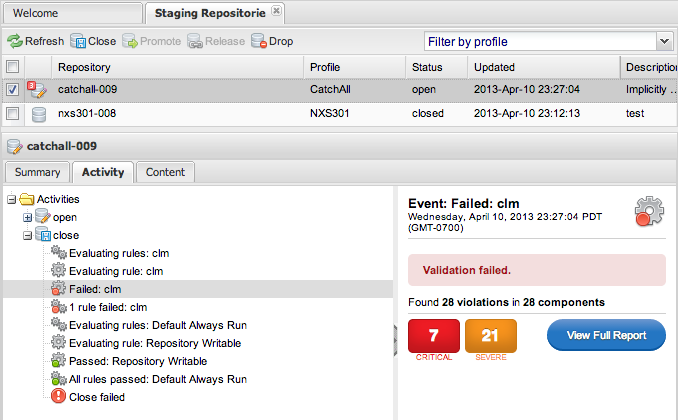 Welcome
Staging Repositorie
Refresh Close Promote Release Drop Filter by profile
Repository Profile Status Updated Description
3 catchall-009 CatchAll open 2013-Apr-10 23:27:04 Implicitly ...
nxs301-008 NXS301 closed 2013-Apr-10 23:12:13 test
catchall-009
Summary Activity Content
Activities
open
close
Evaluating rules: clm
Evaluating rule: clm
Failed: clm
1 rule failed: clm
Evaluating rules: Default Always Run
Evaluating rule: Repository Writable
Passed: Repository Writable
All rules passed: Default Always Run
Close failed
Event: Failed: clm
Wednesday, April 10, 2013 23:27:04 PDT
(GMT-0700)
Validation failed.
Found 28 violations in 28 components
7 21
CRITICAL SEVERE
View Full Report